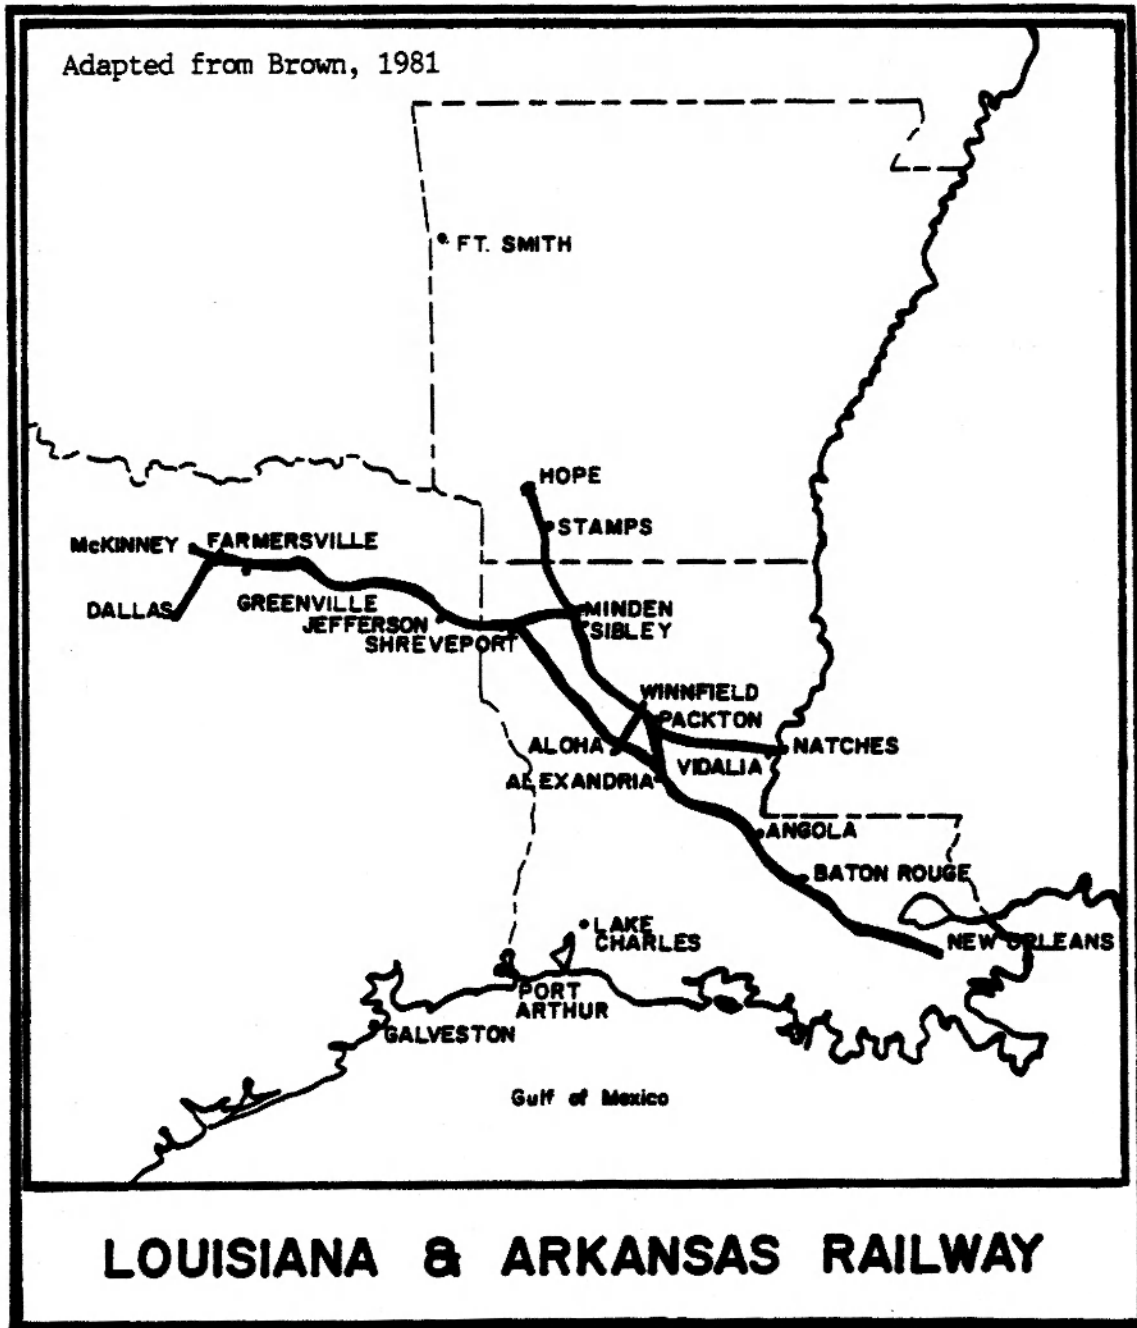 Adapted from Brown, 1981
FT. SMITH
HOPE
STAMPS
McKINNEY
FARMERSVILLE
DALLAS
GREENVILLE
JEFFERSON
SHREVEPORT
MINDEN
SIBLEY
WINNFIELD
PACKTON
ALOHA
NATCHES
VIDALIA
ALEXANDRIA
ANGOLA
BATON ROUGE
LAKE
CHARLES
NEW ORLEANS
PORT
ARTHUR
GALVESTON
Gulf of Mexico
LOUISIANA & ARKANSAS RAILWAY